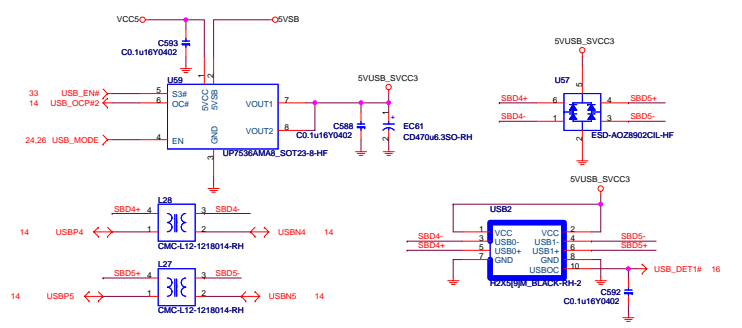 VCC5
5VSB
C593
C0.1u16Y0402
U59
1
2
33 USB_EN#
5 S3#
14 USB_OCP#2
6 OC#
5VCC
5VSB
VOUT1 7
VOUT2 8
24,26 USB_MODE
4 EN
GND
3
UP7536AMA8_SOT23-8-HF
5VUSB_SVCC3
C588
C0.1u16Y0402
1
+
2
EC61
CD470u6.3SO-RH
5VUSB_SVCC3
U57
5
SBD4+ 6
4 SBD5+
SBD4- 1
3 SBD5-
2
ESD-AOZ8902CIL-HF
L28
SBD4+ 4
3 SBD4-
14 USBP4
1
2
USBN4 14
CMC-L12-1218014-RH
L27
SBD5+ 4
3 SBD5-
14 USBP5
1
2
USBN5 14
CMC-L12-1218014-RH
5VUSB_SVCC3
USB2
1 VCC
VCC 2
SBD4- 3 USB0-
USB1- 4 SBD5-
SBD4+ 5 USB0+
USB1+ 6 SBD5+
7 GND
GND 8
USBOC 10
USB_DET1# 16
H2X5[9]M_BLACK-RH-2
C592
C0.1u16Y0402